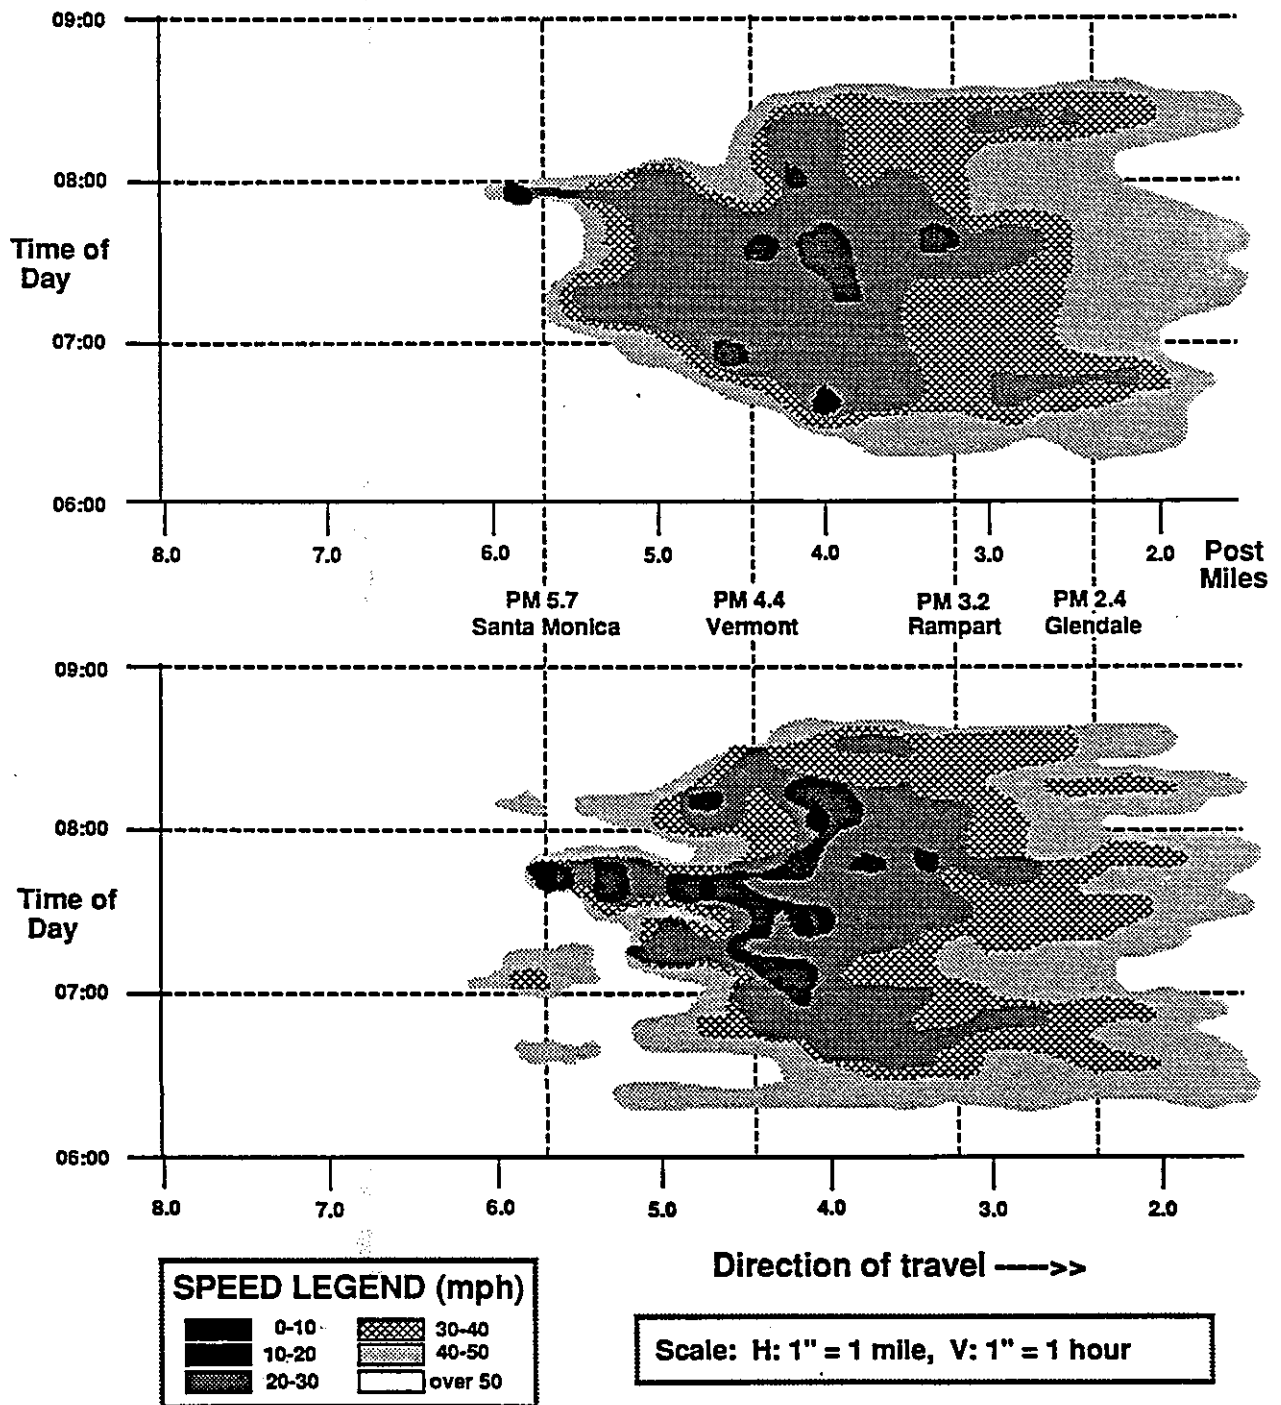 09:00
08:00
Time of
Day
07:00
06:00
8.0 7.0 6.0 5.0 4.0 3.0 2.0 Post
Miles
PM 5.7 PM 4.4 PM 3.2 PM 2.4
Santa Monica Vermont Rampart Glendale
09:00
08:00
Time of
Day
07:00
06:00
8.0 7.0 6.0 5.0 4.0 3.0 2.0
Direction of travel ---->>
SPEED LEGEND (mph)
0-10 30-40
10-20 40-50
20-30 over 50
Scale: H: 1" = 1 mile, V: 1" = 1 hour